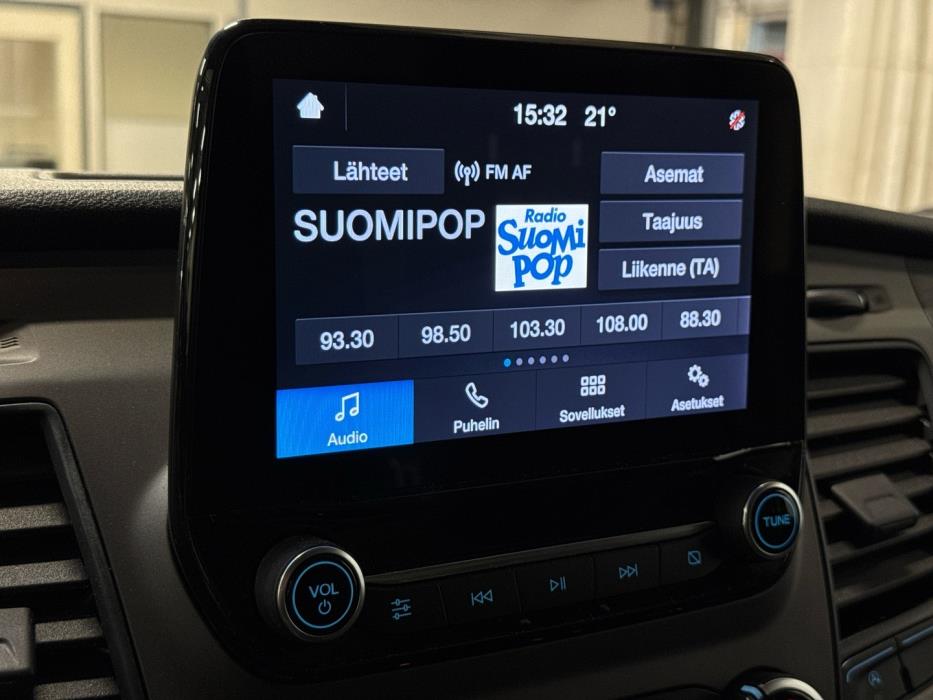 15:32 21°
Lähteet
FM AF
Asemat
SUOMIPOP
Radio
SuoMi
POP
Taajuus
Liikenne (TA)
93.30 98.50 103.30 108.00 88.30
Audio
Puhelin
Sovellukset
Asetukset
VOL
TUNE